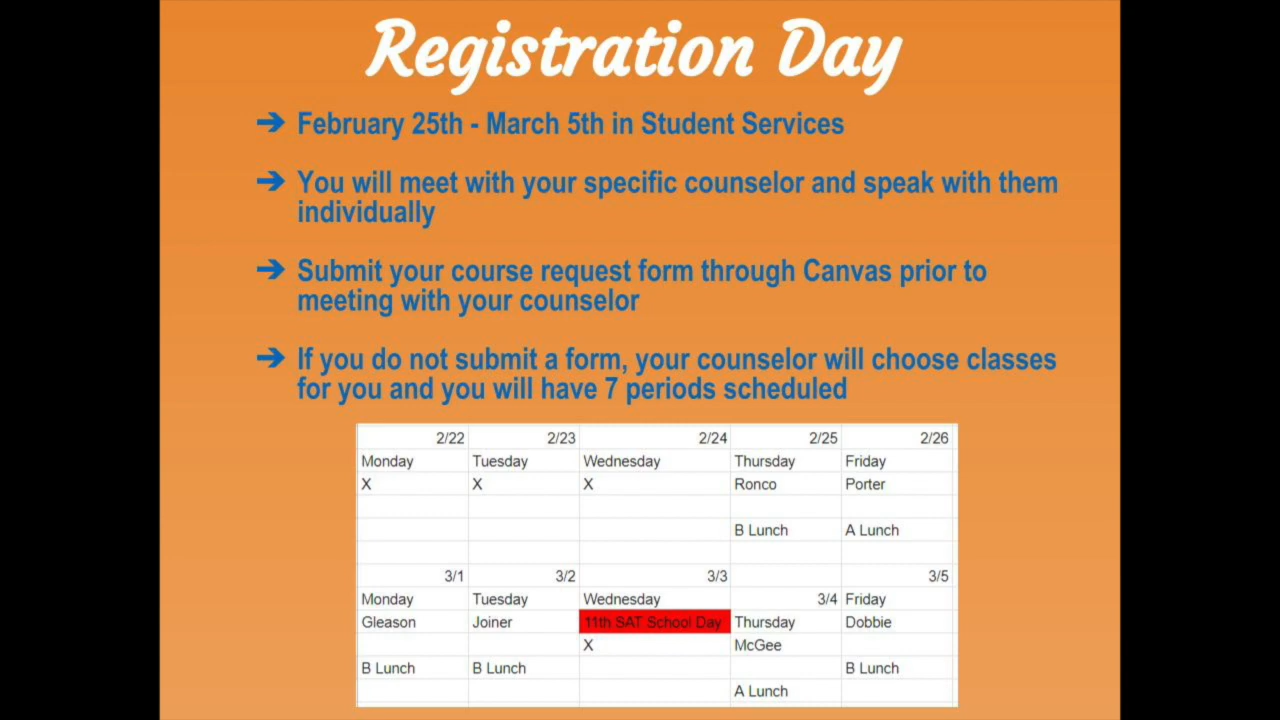 Registration Day
➔ February 25th - March 5th in Student Services
➔ You will meet with your specific counselor and speak with them
individually
➔ Submit your course request form through Canvas prior to
meeting with your counselor
➔ If you do not submit a form, your counselor will choose classes
for you and you will have 7 periods scheduled
2/22 2/23 2/24 2/25 2/26
Monday Tuesday Wednesday Thursday Friday
X X X Ronco Porter
B Lunch A Lunch
3/1 3/2 3/3 3/5
Monday Tuesday Wednesday 3/4 Friday
Gleason Joiner 11th SAT School Day Thursday Dobbie
X McGee
B Lunch B Lunch B Lunch
A Lunch